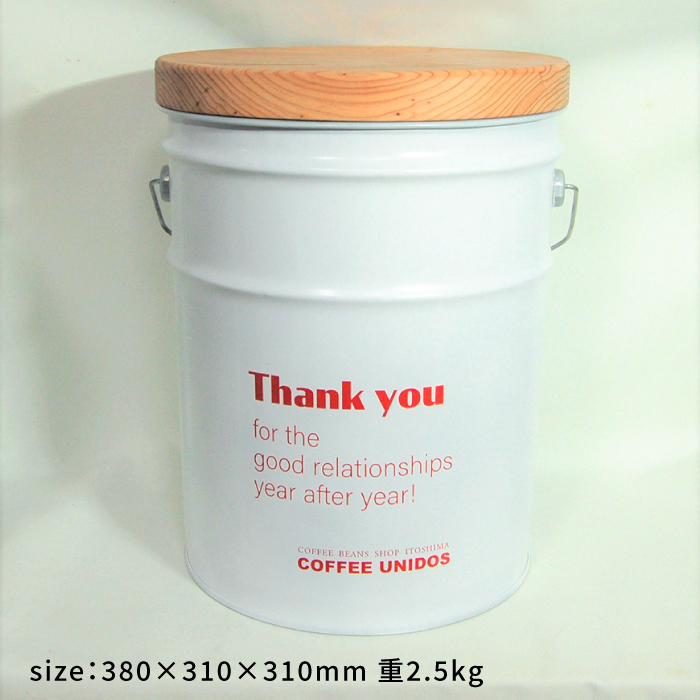 Thank you
for the
good relationships
year after year!
COFFEE BEANS SHOP ITOSHIMA
COFFEE UNIDOS
size:380×310×310mm 重2.5kg